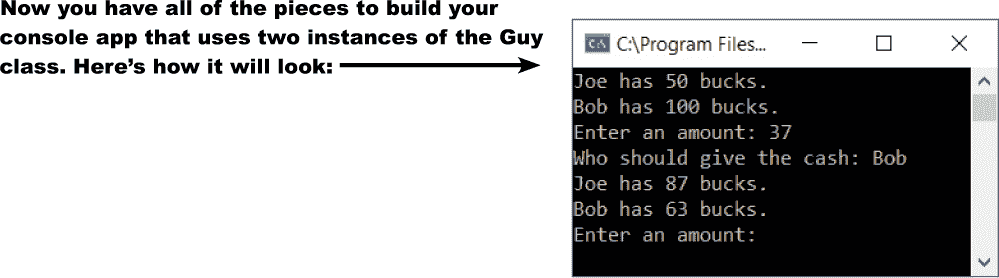 Now you have all of the pieces to build your
console app that uses two instances of the Guy
class. Here's how it will look:
C:\Program Files...
Joe has 50 bucks.
Bob has 100 bucks.
Enter an amount: 37
Who should give the cash: Bob
Joe has 87 bucks.
Bob has 63 bucks.
Enter an amount: